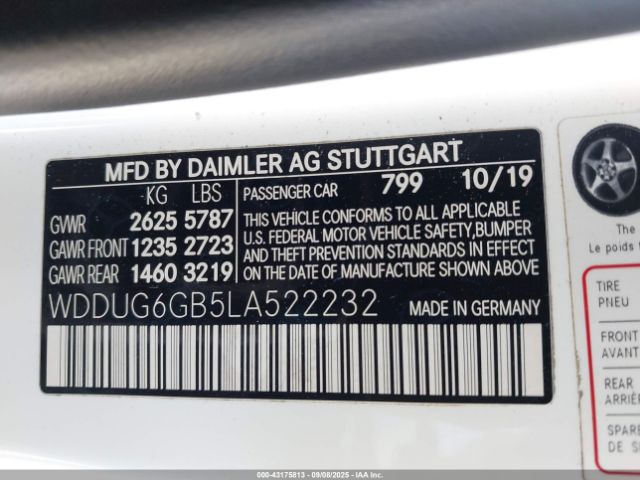 MFD BY DAIMLER AG STUTTGART
KG LBS PASSENGER CAR 799 10/19
GVWR 2625 5787
GAWR FRONT 1235 2723
GAWR REAR 1460 3219
THIS VEHICLE CONFORMS TO ALL APPLICABLE
U.S. FEDERAL MOTOR VEHICLE SAFETY, BUMPER
AND THEFT PREVENTION STANDARDS IN EFFECT
ON THE DATE OF MANUFACTURE SHOWN ABOVE.
WDDUG6GB5LA522232 MADE IN GERMANY
The
Le poids
TIRE
PNEU
FRONT
AVANT
REAR
ARRIÈR
SPARE
DE S
000-43175813 - 09/08/2025 - IAAI, Inc.